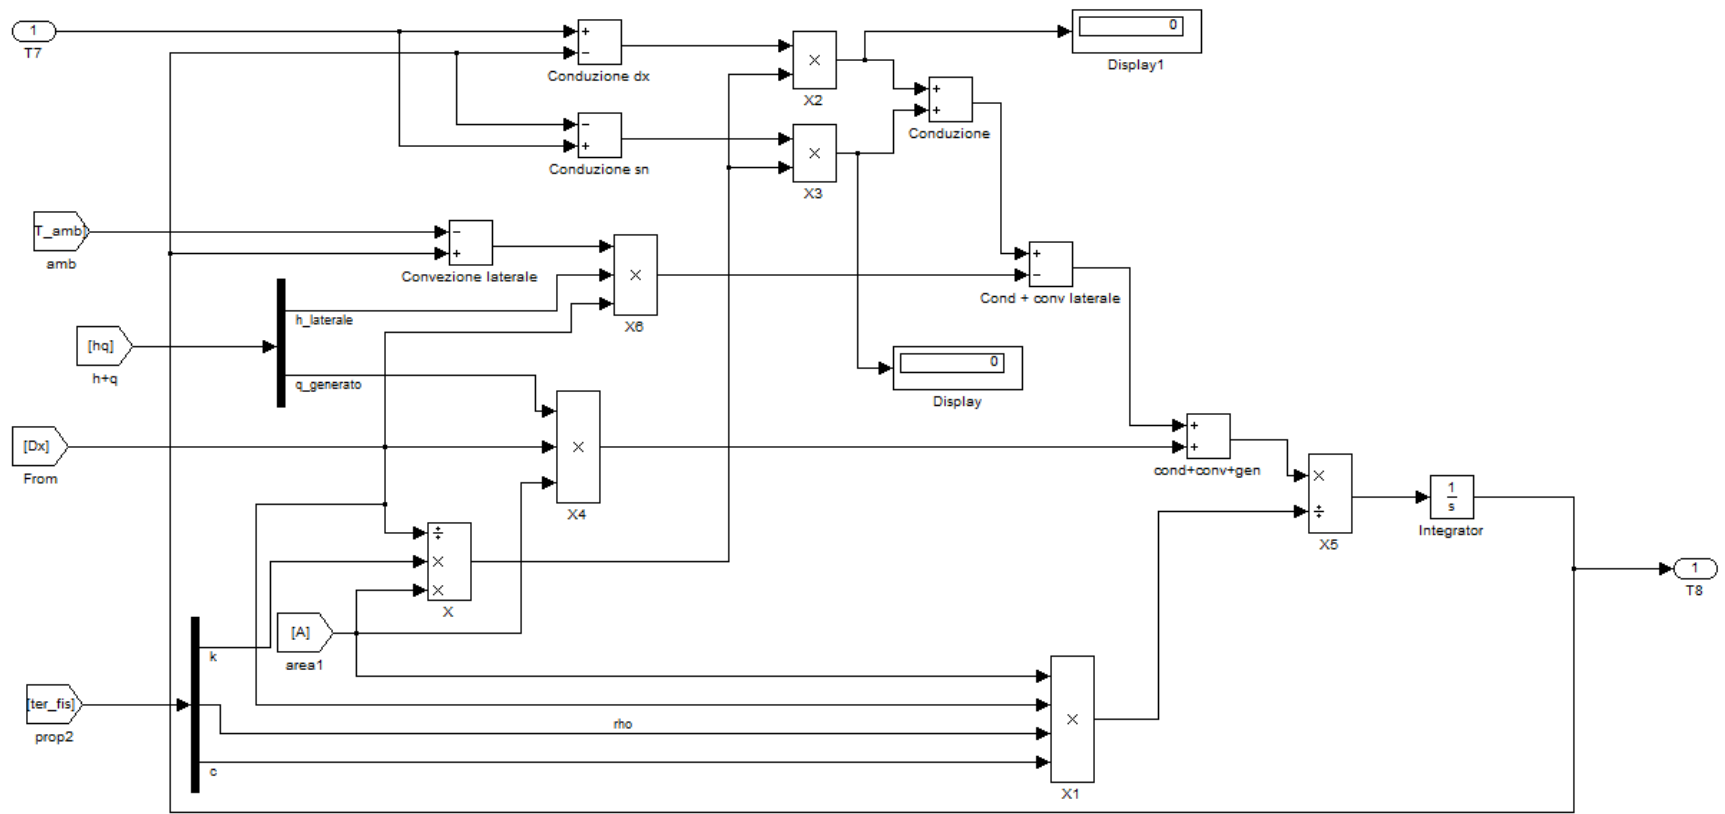 1
T7
+
−
Conduzione dx
×
X2
0
Display1
+
+
Conduzione
−
+
Conduzione sn
×
X3
T_amb]
amb
−
+
Convezione laterale
×
X6
+
−
Cond + conv laterale
h_laterale
[hq]
h+q
q_generato
0
Display
[Dx]
From
×
X4
+
+
cond+conv+gen
×
÷
X5
1
s
Integrator
÷
×
×
X
1
T8
[A]
area1
k
[ter_fis]
prop2
rho
c
×
X1